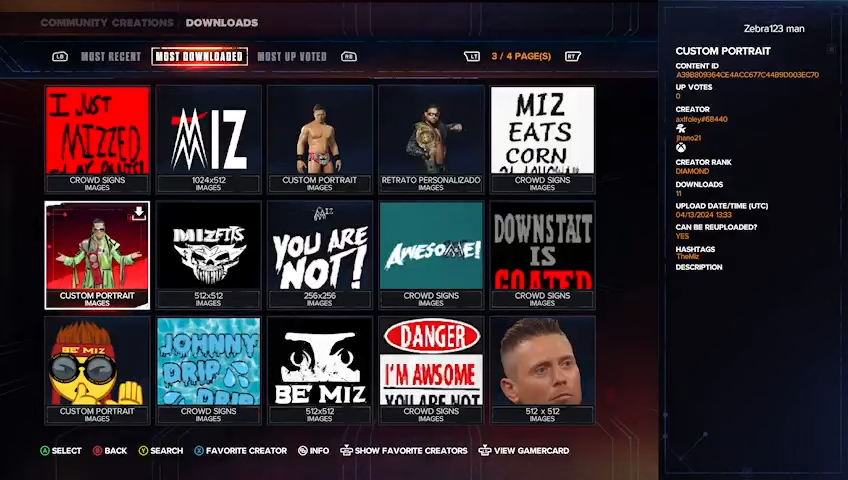 COMMUNITY CREATIONS / DOWNLOADS
LB MOST RECENT MOST DOWNLOADED MOST UP VOTED RB LT 3 / 4 PAGE(S) RT
I JUST
MIZZED
CROWD SIGNS
IMAGES
MIZ
1024x512
IMAGES
CUSTOM PORTRAIT
IMAGES
RETRATO PERSONALIZADO
IMAGES
MIZ
EATS
CORN
CROWD SIGNS
IMAGES
CUSTOM PORTRAIT
IMAGES
MIZFITS
512x512
IMAGES
MIZ
YOU ARE
NOT!
256x256
IMAGES
AWESOME!
CROWD SIGNS
IMAGES
DOWNSTAIT
IS
GOATED
CROWD SIGNS
IMAGES
BE MIZ
CUSTOM PORTRAIT
IMAGES
JOHNNY
DRIP
DRIP
CROWD SIGNS
IMAGES
BE MIZ
512x512
IMAGES
DANGER
I'M AWSOME
YOU ARE NOT
CROWD SIGNS
IMAGES
512 x 512
IMAGES
A SELECT B BACK Y SEARCH X FAVORITE CREATOR INFO SHOW FAVORITE CREATORS VIEW GAMERCARD
Zebra123 man
CUSTOM PORTRAIT
CONTENT ID
A39B809364CE4ACC677C44B9D003EC70
UP VOTES
0
CREATOR
axlfoley#68440
2K
jhano21
CREATOR RANK
DIAMOND
DOWNLOADS
11
UPLOAD DATE/TIME (UTC)
04/13/2024 13:33
CAN BE REUPLOADED?
YES
HASHTAGS
TheMiz
DESCRIPTION